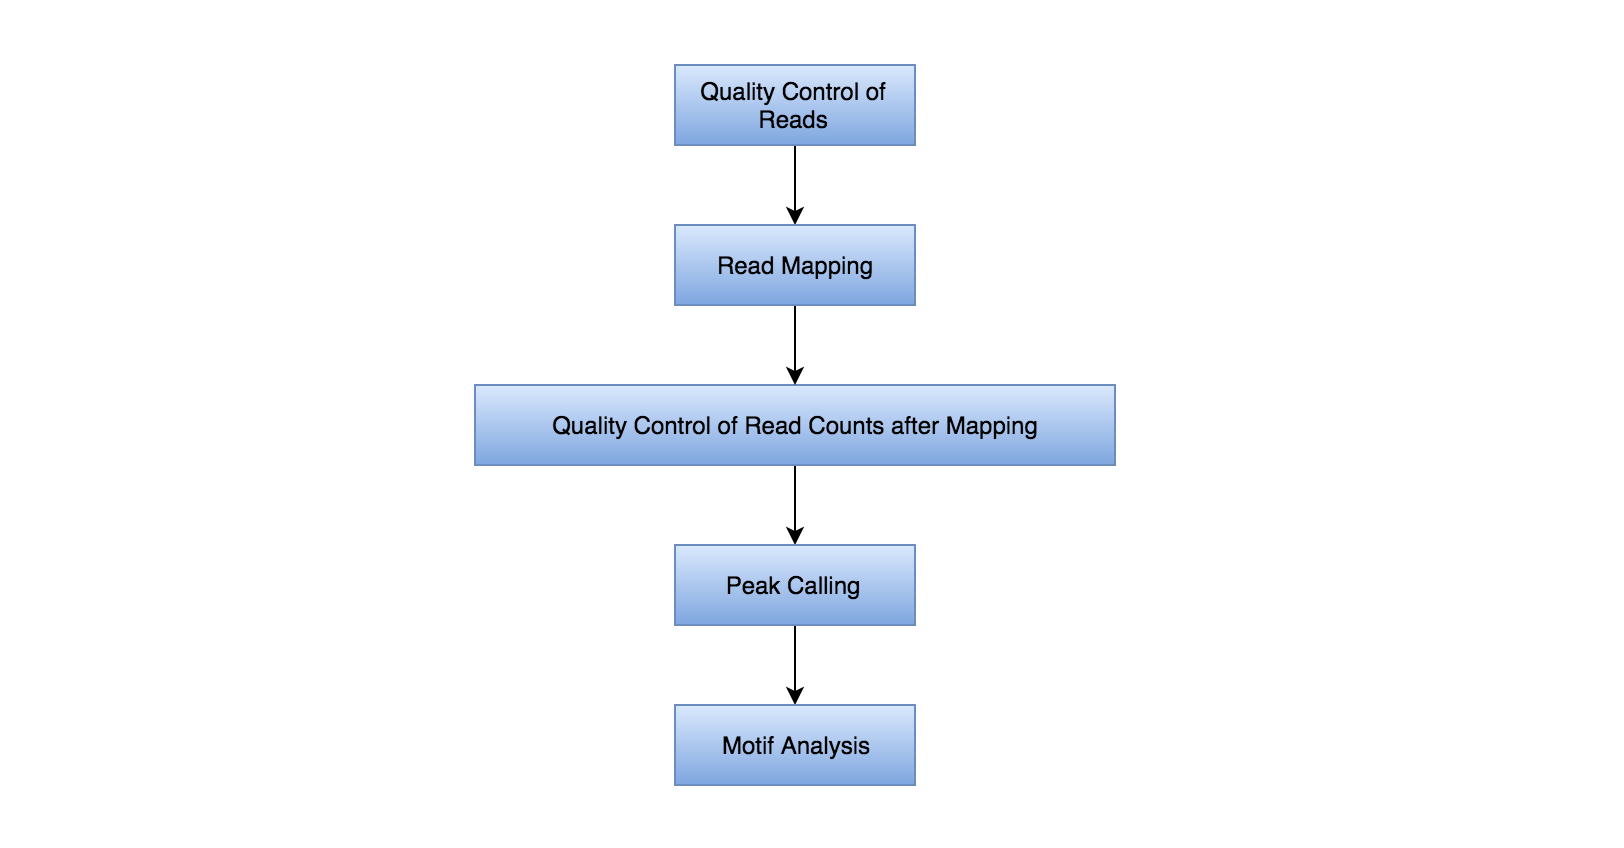 Quality Control of
Reads
Read Mapping
Quality Control of Read Counts after Mapping
Peak Calling
Motif Analysis